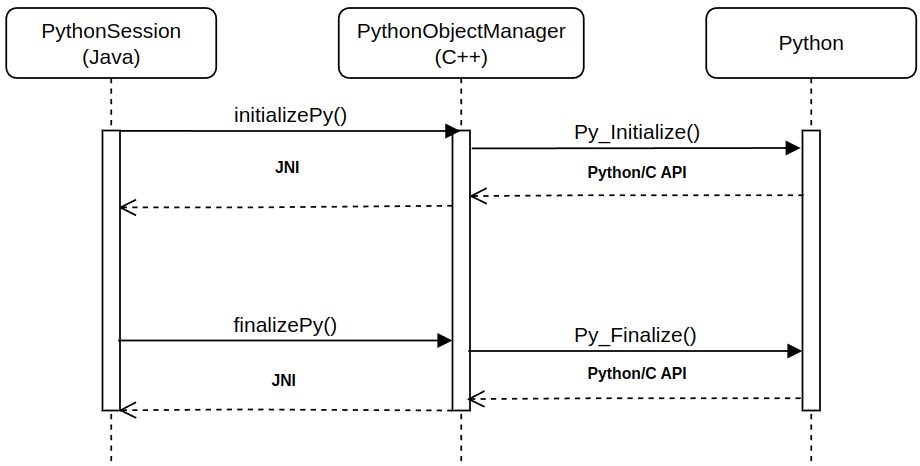 PythonSession
(Java)
PythonObjectManager
(C++)
Python
initializePy()
Py_Initialize()
JNI
Python/C API
finalizePy()
Py_Finalize()
JNI
Python/C API